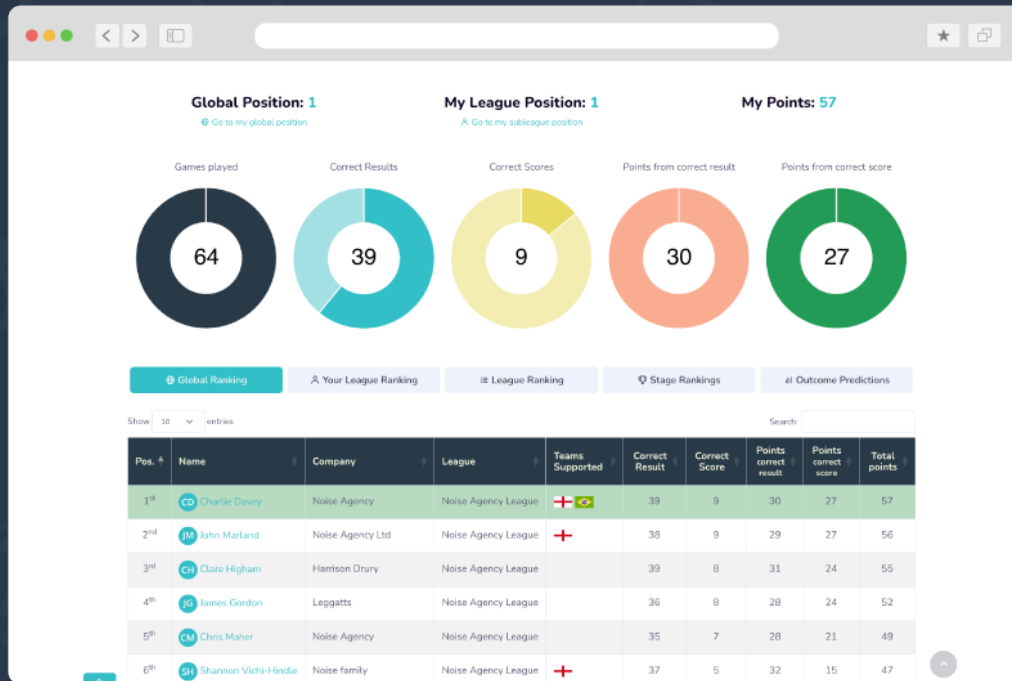 Global Position: 1
My League Position: 1
My Points: 57
Go to my global position
Go to my subleague position
Games played
Correct Results
Correct Scores
Points from correct result
Points from correct score
64
39
9
30
27
Global Ranking
Your League Ranking
League Ranking
Stage Rankings
Outcome Predictions
Show 10 entries
Search:
Pos. Name Company League Teams Supported Correct Result Correct Score Points correct result Points correct score Total points
1st CD Charlie Davey Noise Agency Noise Agency League 39 9 30 27 57
2nd JM John Marland Noise Agency Ltd Noise Agency League 38 9 29 27 56
3rd CH Clare Higham Harrison Drury Noise Agency League 39 8 31 24 55
4th JG James Gordon Leggatts Noise Agency League 36 8 28 24 52
5th CM Chris Maher Noise Agency Noise Agency League 35 7 28 21 49
6th SH Shannon Vichi-Hindle Noise family Noise Agency League 37 5 32 15 47